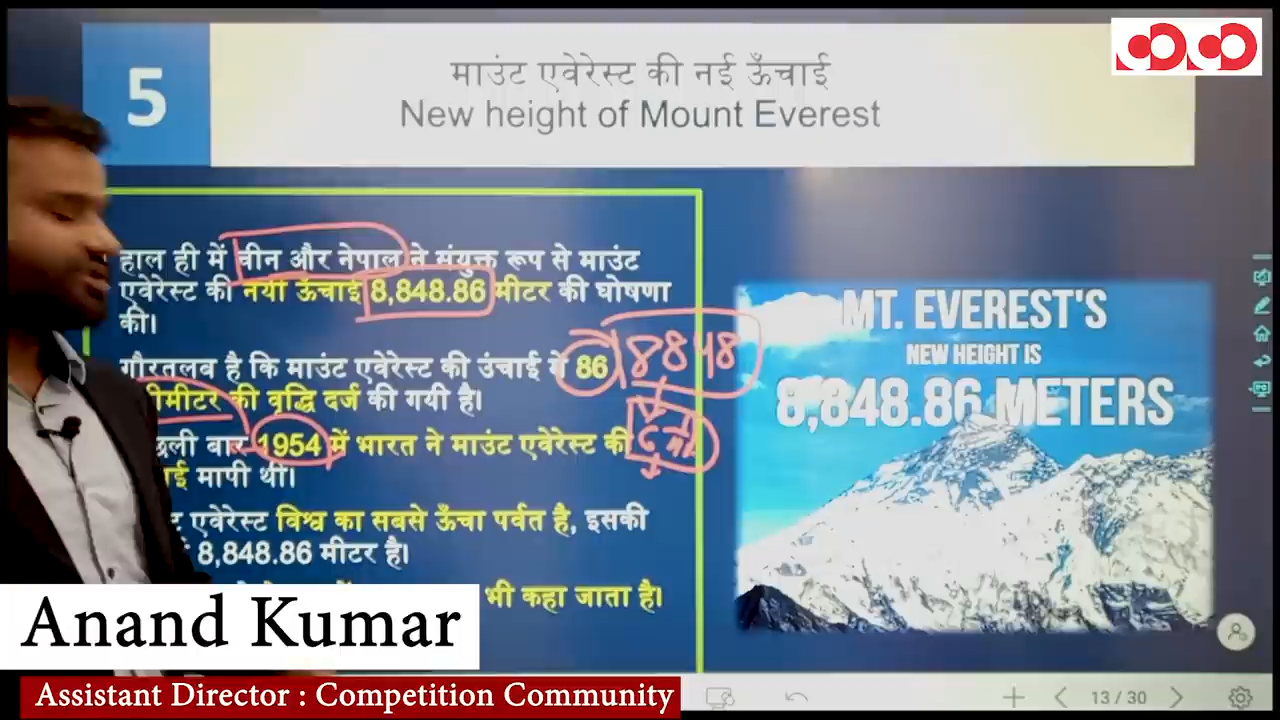 5
माउंट एवेरेस्ट की नई ऊँचाई
New height of Mount Everest
हाल ही में चीन और नेपाल ने संयुक्त रूप से माउंट
एवेरेस्ट की नयी ऊंचाई 8,848.86 मीटर की घोषणा
की।
गौरतलब है कि माउंट एवेरेस्ट की उंचाई में 86
8848
की वृद्धि दर्ज की गयी है।
बार 1954 में भारत ने माउंट एवेरेस्ट की
मापी थी।
एवेरेस्ट विश्व का सबसे ऊँचा पर्वत है, इसकी
8,848.86 मीटर है।
भी कहा जाता है।
MT. EVEREST'S
NEW HEIGHT IS
8,848.86 METERS
Anand Kumar
Assistant Director : Competition Community
13 / 30